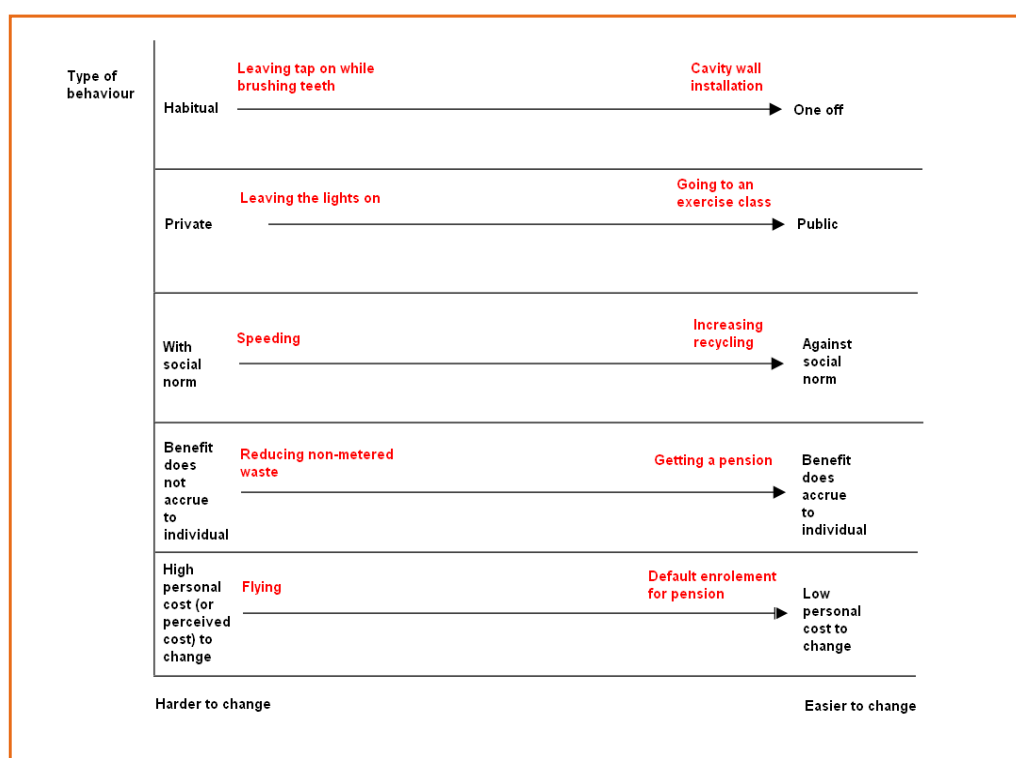 Type of
behaviour
Leaving tap on while
brushing teeth
Cavity wall
installation
Habitual
One off
Leaving the lights on
Going to an
exercise class
Private
Public
Speeding
Increasing
recycling
With
social
norm
Against
social
norm
Benefit
does
not
accrue
to
individual
Reducing non-metered
waste
Getting a pension
Benefit
does
accrue
to
individual
High
personal
cost (or
perceived
cost) to
change
Flying
Default enrolement
for pension
Low
personal
cost to
change
Harder to change
Easier to change